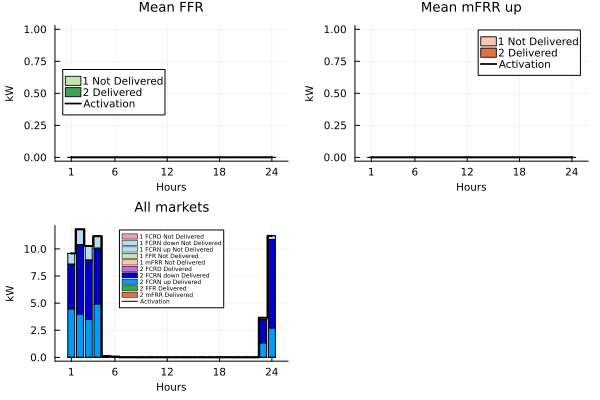 Mean FFR
1.00
0.75
0.50
0.25
0.00
kW
1 Not Delivered
2 Delivered
Activation
1 6 12 18 24
Hours
Mean mFRR up
1.00
0.75
0.50
0.25
0.00
kW
1 Not Delivered
2 Delivered
Activation
1 6 12 18 24
Hours
All markets
10.0
7.5
5.0
2.5
0.0
kW
1 FCRD Not Delivered
1 FCRN down Not Delivered
1 FCRN up Not Delivered
1 FFR Not Delivered
1 mFRR Not Delivered
2 FCRD Delivered
2 FCRN down Delivered
2 FCRN up Delivered
2 FFR Delivered
2 mFRR Delivered
Activation
1 6 12 18 24
Hours